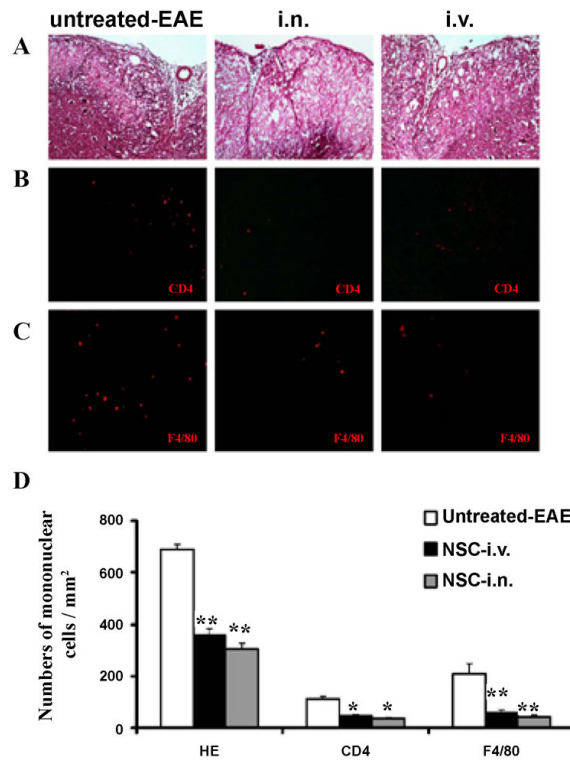 untreated-EAE i.n. i.v.
A
B
CD4 CD4 CD4
C
F4/80 F4/80 F4/80
D
Numbers of mononuclear
cells / mm²
800
600
400
200
0
Untreated-EAE
NSC-i.v.
NSC-i.n.
** **
* *
** **
HE CD4 F4/80